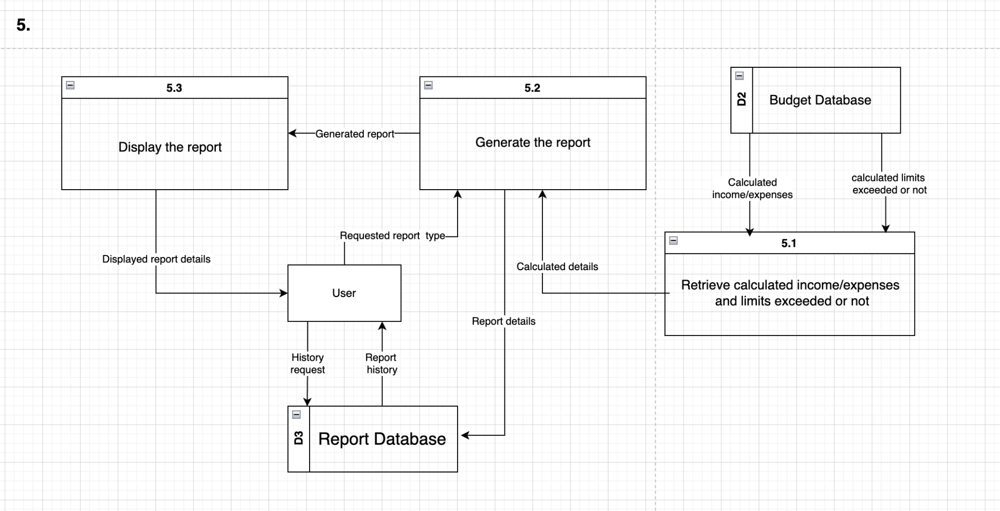 5.
5.3
Display the report
Generated report
5.2
Generate the report
D2
Budget Database
Calculated
income/expenses
calculated limits
exceeded or not
Requested report  type
Displayed report details
User
Calculated details
5.1
Retrieve calculated income/expenses
and limits exceeded or not
Report details
History
request
Report
history
D3
Report Database